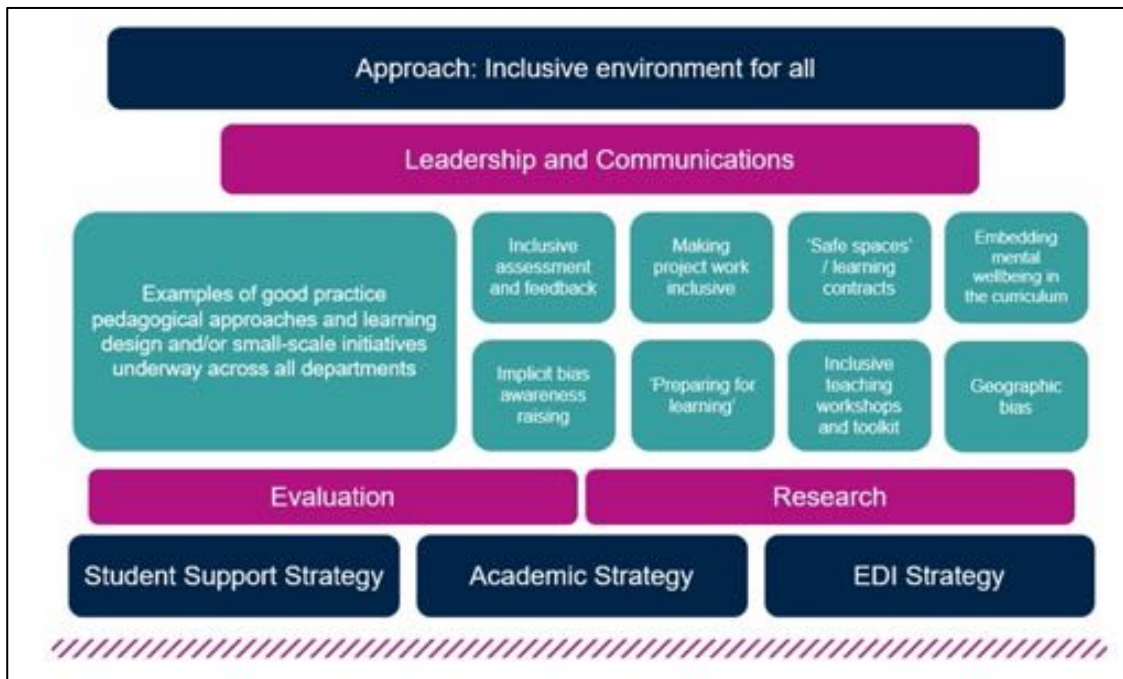 Approach: Inclusive environment for all
Leadership and Communications
Examples of good practice
pedagogical approaches and learning
design and/or small-scale initiatives
underway across all departments
Inclusive
assessment
and feedback
Making
project work
inclusive
'Safe spaces'
/ learning
contracts
Embedding
mental
wellbeing in
the curriculum
Implicit bias
awareness
raising
'Preparing for
learning'
Inclusive
teaching
workshops
and toolkit
Geographic
bias
Evaluation
Research
Student Support Strategy
Academic Strategy
EDI Strategy